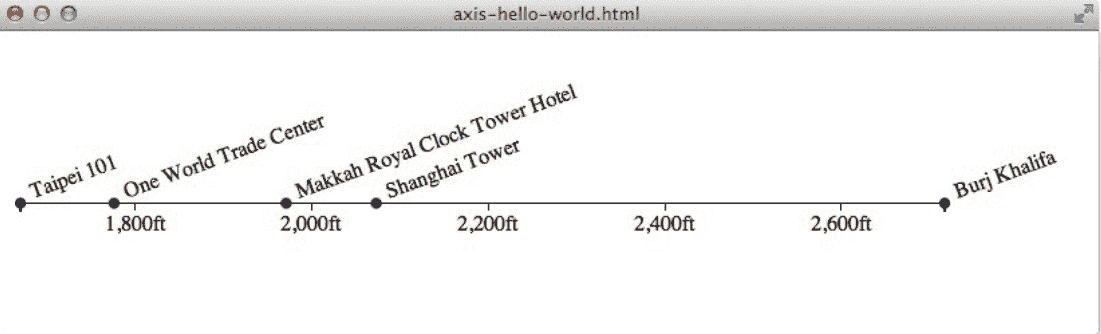 axis-hello-world.html
Taipei 101
One World Trade Center
Makkah Royal Clock Tower Hotel
Shanghai Tower
Burj Khalifa
1,800ft
2,000ft
2,200ft
2,400ft
2,600ft